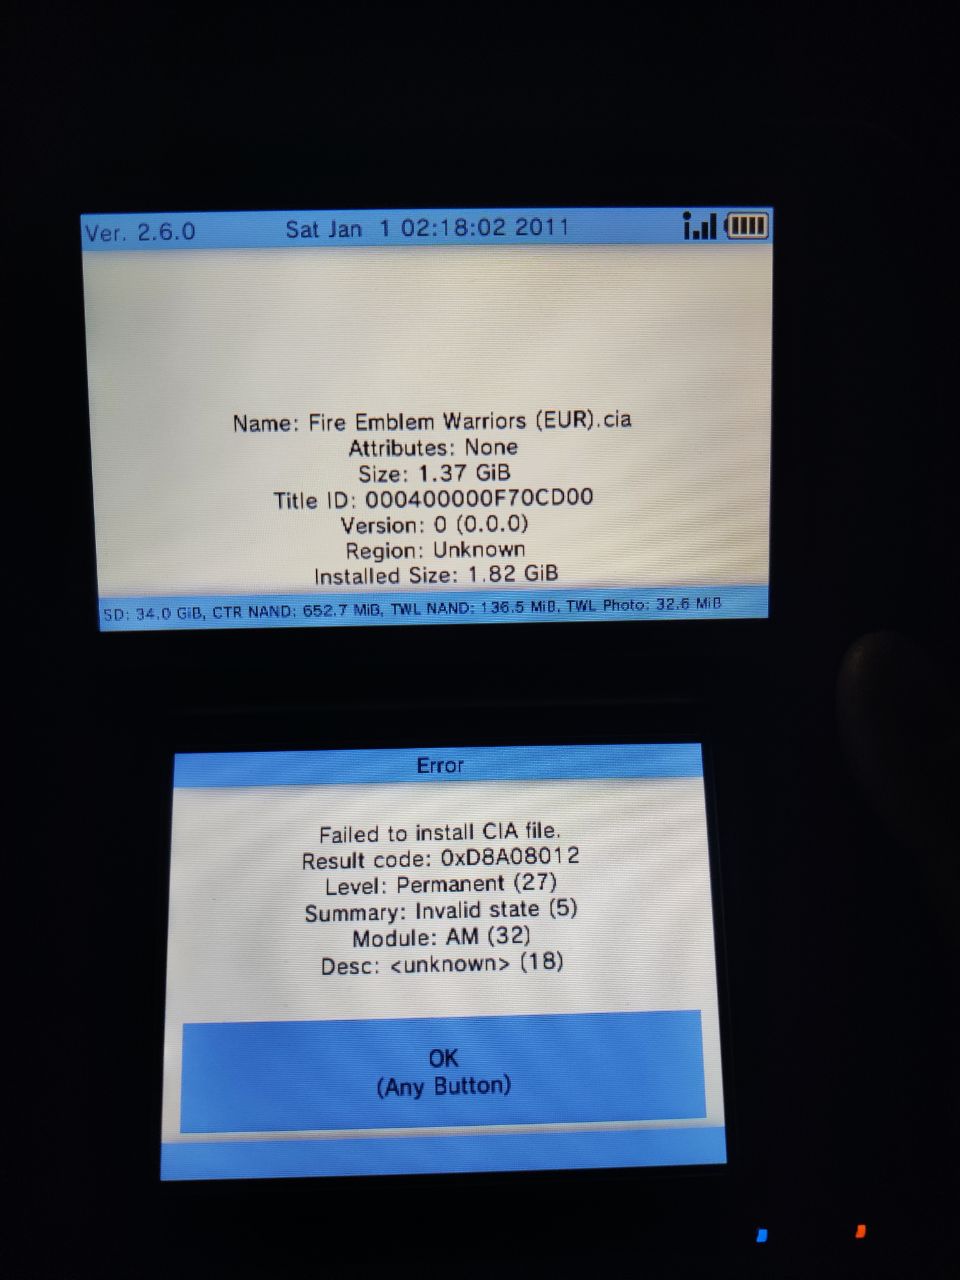 Ver. 2.6.0 Sat Jan 1 02:18:02 2011
Name: Fire Emblem Warriors (EUR).cia
Attributes: None
Size: 1.37 GiB
Title ID: 000400000F70CD00
Version: 0 (0.0.0)
Region: Unknown
Installed Size: 1.82 GiB
SD: 34.0 GiB, CTR NAND: 652.7 MiB, TWL NAND: 136.5 MiB, TWL Photo: 32.6 MiB
Error
Failed to install CIA file.
Result code: 0xD8A08012
Level: Permanent (27)
Summary: Invalid state (5)
Module: AM (32)
Desc: <unknown> (18)
OK
(Any Button)